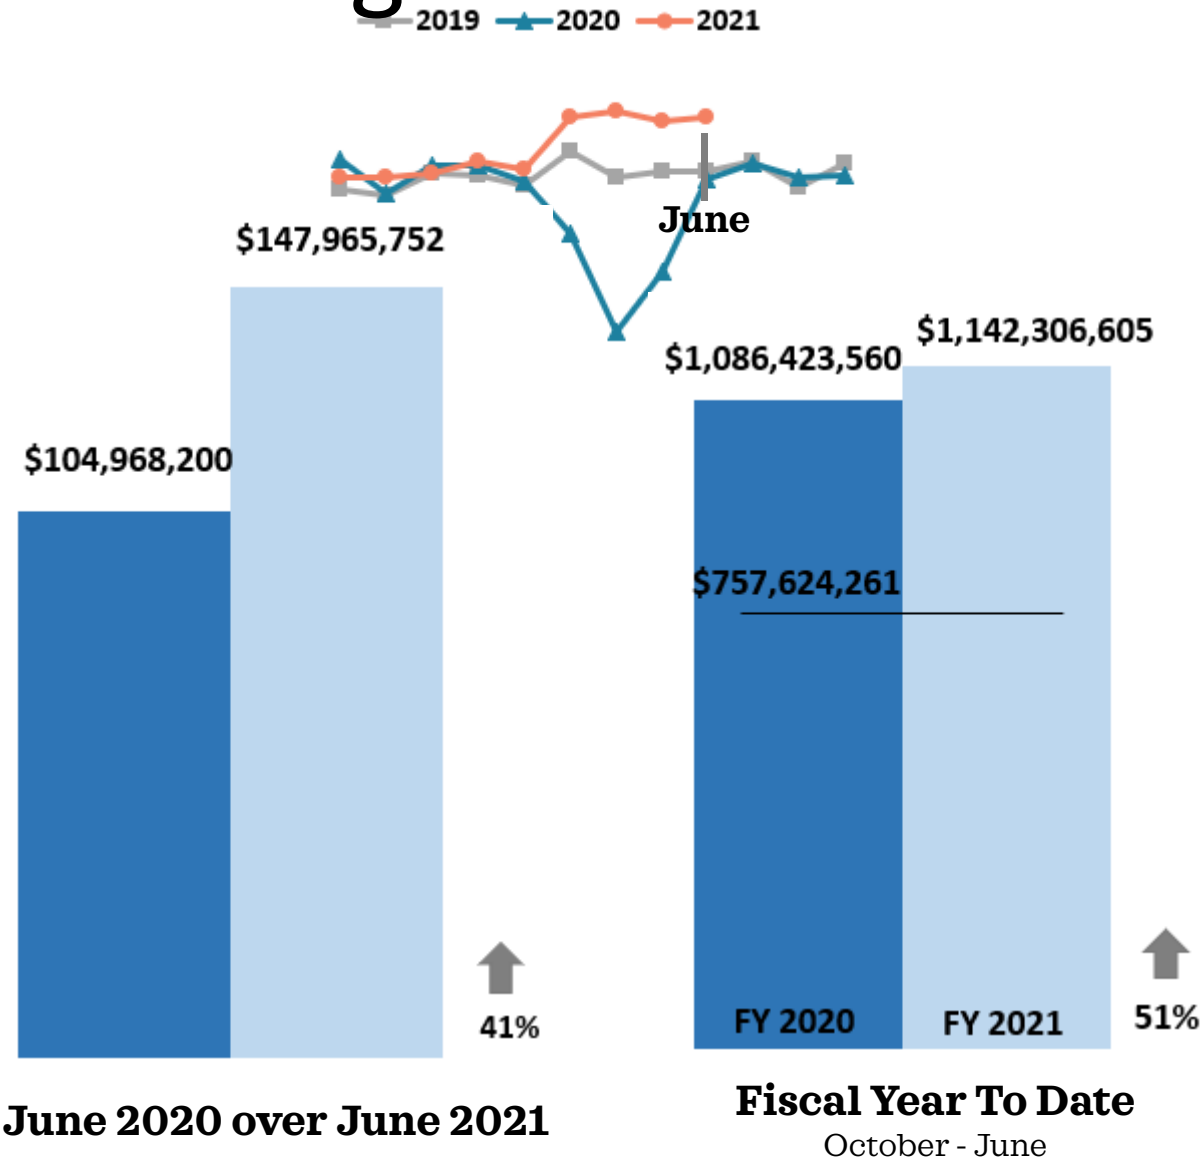 2019 2020 2021
June
$147,965,752
$104,968,200
41%
June 2020 over June 2021
$1,142,306,605
$1,086,423,560
$757,624,261
FY 2020 FY 2021
51%
Fiscal Year To Date
October - June